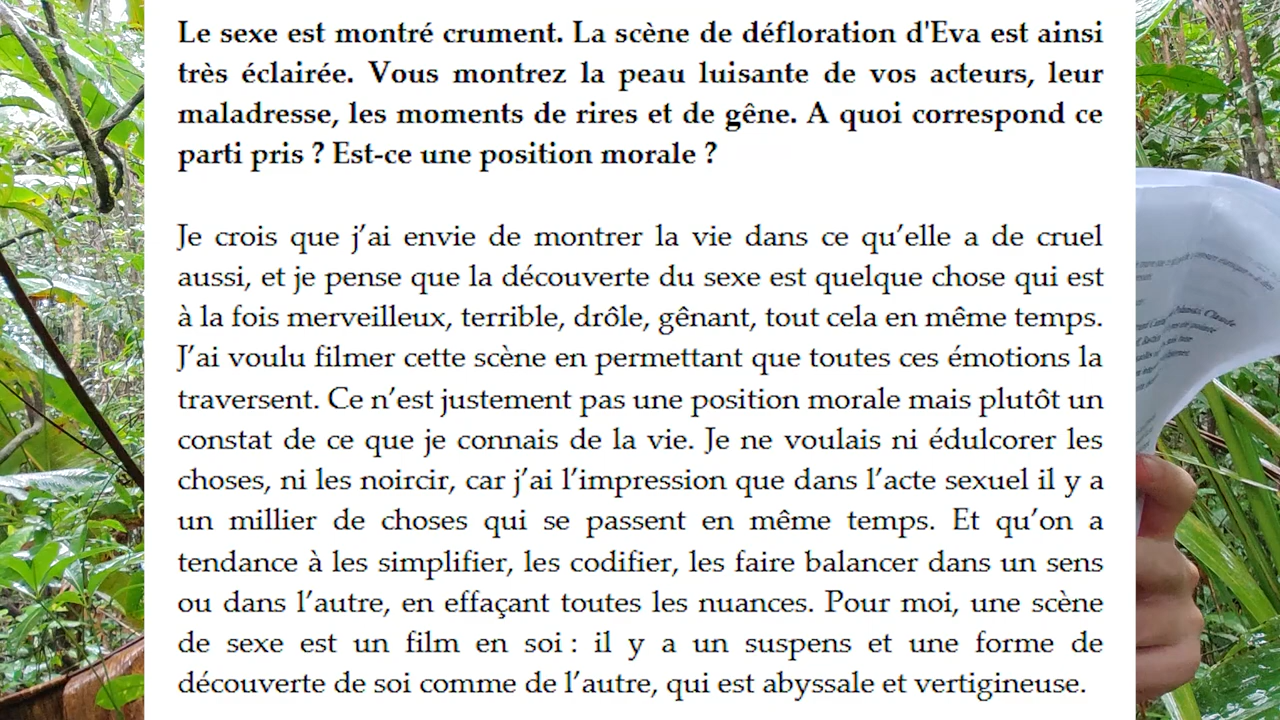 Le sexe est montré crument. La scène de défloration d'Eva est ainsi
très éclairée. Vous montrez la peau luisante de vos acteurs, leur
maladresse, les moments de rires et de gêne. A quoi correspond ce
parti pris ? Est-ce une position morale ?
Je crois que j’ai envie de montrer la vie dans ce qu’elle a de cruel
aussi, et je pense que la découverte du sexe est quelque chose qui est
à la fois merveilleux, terrible, drôle, gênant, tout cela en même temps.
J’ai voulu filmer cette scène en permettant que toutes ces émotions la
traversent. Ce n’est justement pas une position morale mais plutôt un
constat de ce que je connais de la vie. Je ne voulais ni édulcorer les
choses, ni les noircir, car j’ai l’impression que dans l’acte sexuel il y a
un millier de choses qui se passent en même temps. Et qu’on a
tendance à les simplifier, les codifier, les faire balancer dans un sens
ou dans l’autre, en effaçant toutes les nuances. Pour moi, une scène
de sexe est un film en soi : il y a un suspens et une forme de
découverte de soi comme de l’autre, qui est abyssale et vertigineuse.